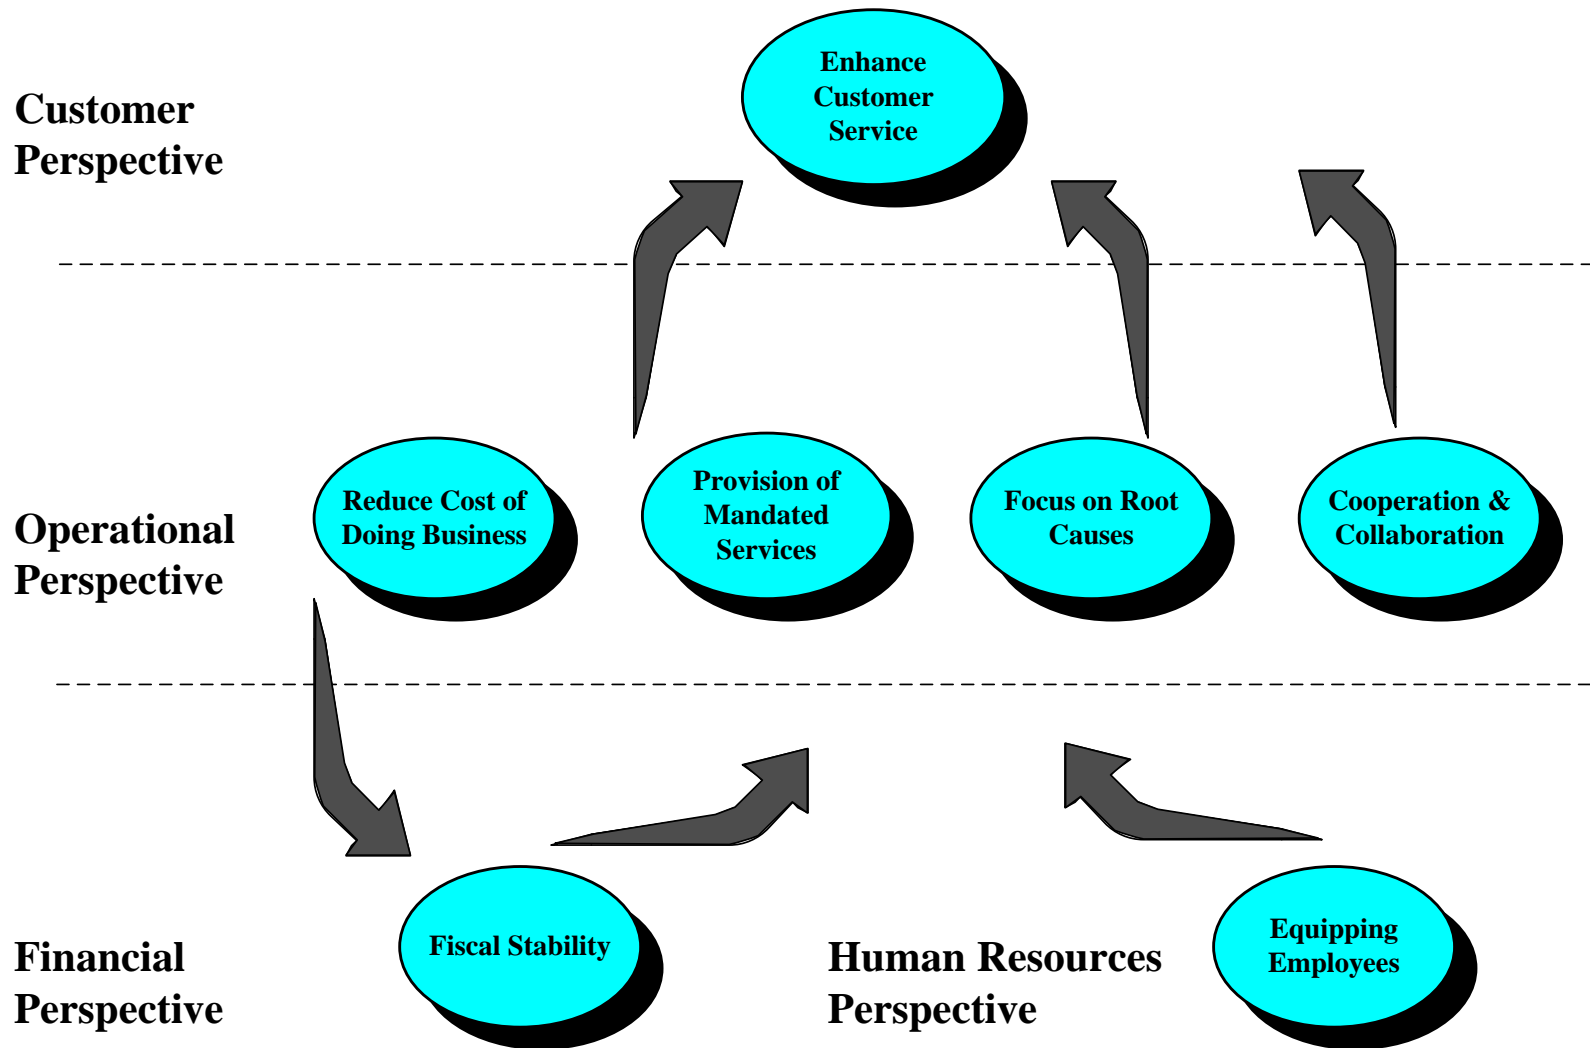 Enhance
Customer
Service
Customer
Perspective
Reduce Cost of
Doing Business
Provision of
Mandated
Services
Focus on Root
Causes
Cooperation &
Collaboration
Operational
Perspective
Fiscal Stability
Equipping
Employees
Financial
Perspective
Human Resources
Perspective